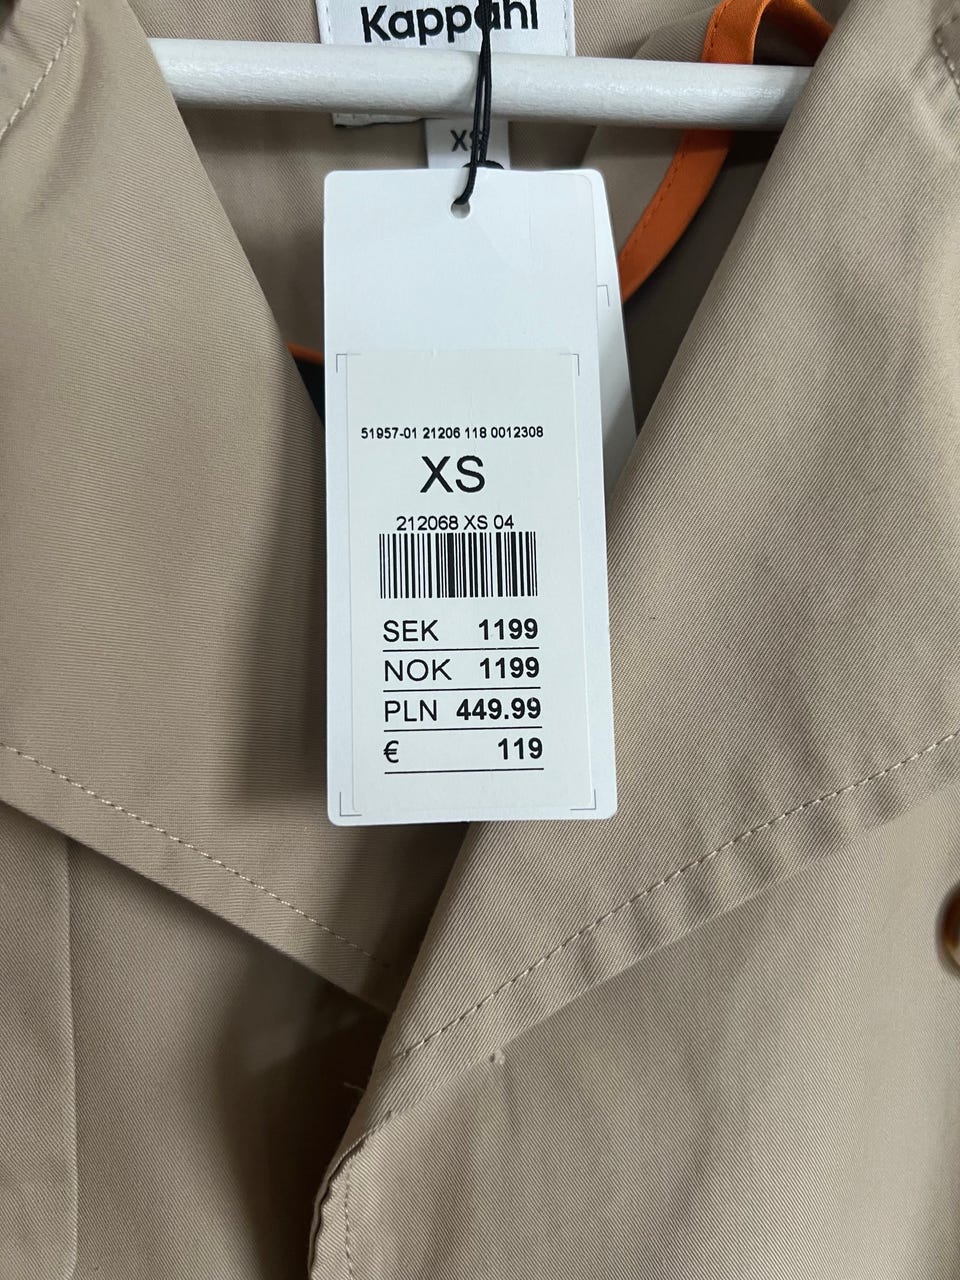 KappAhl
XS
51957-01 21206 118 0012308
XS
212068 XS 04
SEK 1199
NOK 1199
PLN 449.99
€ 119